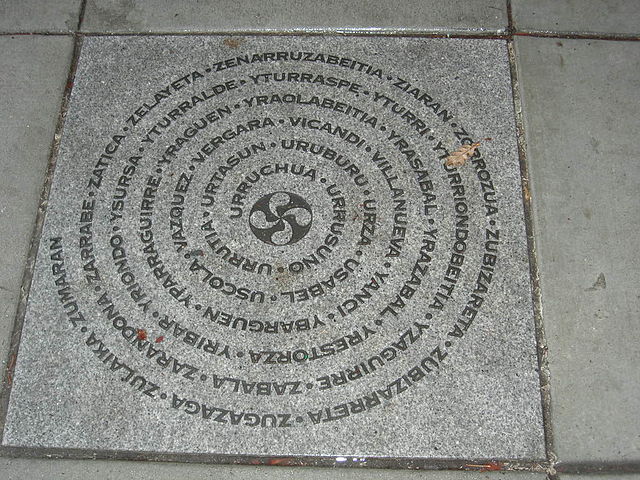 URRUCHUA · URRUSUNO · URRUTIA · URTASUN · URUBURU · URZA · USABEL · USCOLA · VAZQUEZ · VERGARA · VICANDI · VILLANUEVA · YANCI · YBARGUEN · YPARRAGUIRRE · YRAGUEN · YRAOLABEITIA · YRASABAL · YRAZABAL · YRESTORZA · YRIBAR · YRIONDO · YSURSA · YTURRALDE · YTURRASPE · YTURRI · YTURRIONDOBEITIA · YZAGUIRRE · ZABALA · ZARANDONA · ZARRABE · ZATICA · ZELAYETA · ZENARRUZABEITIA · ZIARAN · ZORROZUA · ZUBIZARETA · ZUBIZARRETA · ZUGAZAGA · ZULAIKA · ZUMARAN